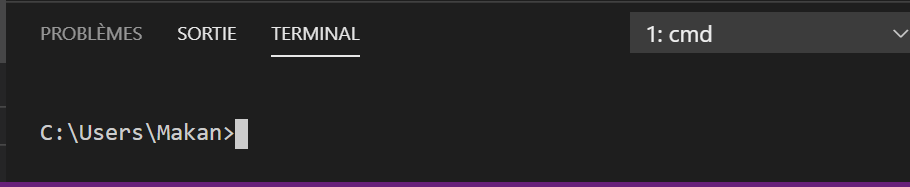 PROBLÈMES SORTIE TERMINAL 1: cmd
C:\Users\Makan>